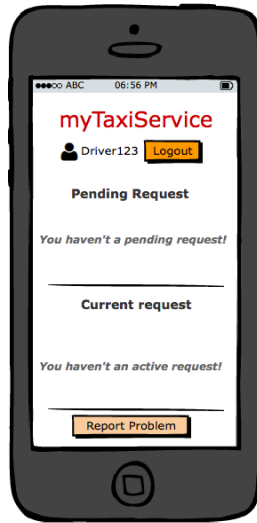 ABC 06:56 PM
myTaxiService
Driver123 Logout
Pending Request
You haven't a pending request!
Current request
You haven't an active request!
Report Problem